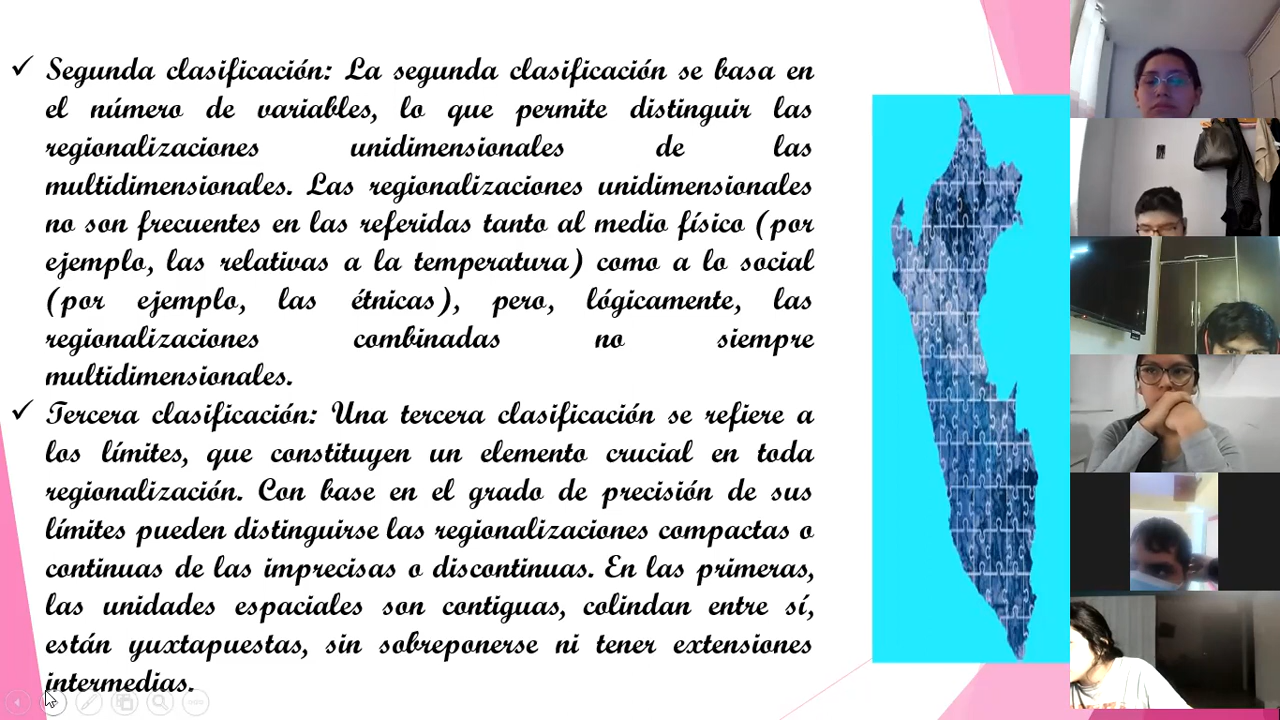 ✓ Segunda clasificación: La segunda clasificación se basa en
el número de variables, lo que permite distinguir las
regionalizaciones unidimensionales de las
multidimensionales. Las regionalizaciones unidimensionales
no son frecuentes en las referidas tanto al medio físico (por
ejemplo, las relativas a la temperatura) como a lo social
(por ejemplo, las étnicas), pero, lógicamente, las
regionalizaciones combinadas no siempre
multidimensionales.
✓ Tercera clasificación: Una tercera clasificación se refiere a
los límites, que constituyen un elemento crucial en toda
regionalización. Con base en el grado de precisión de sus
límites pueden distinguirse las regionalizaciones compactas o
continuas de las imprecisas o discontinuas. En las primeras,
las unidades espaciales son contiguas, colindan entre sí,
están yuxtapuestas, sin sobreponerse ni tener extensiones
intermedias.